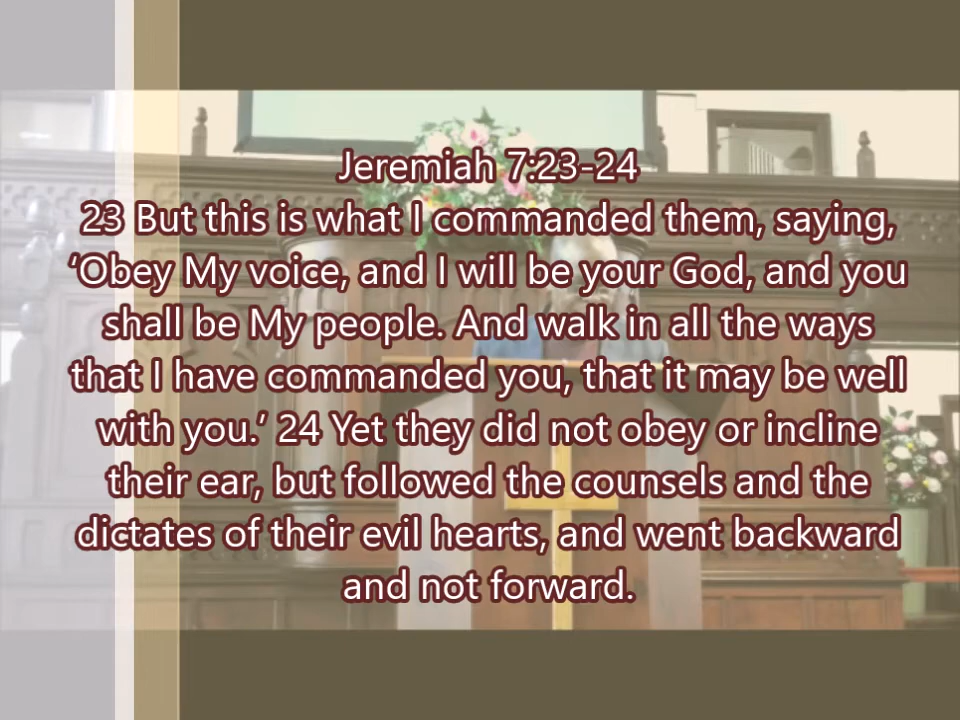 Jeremiah 7:23-24
23 But this is what I commanded them, saying,
‘Obey My voice, and I will be your God, and you
shall be My people. And walk in all the ways
that I have commanded you, that it may be well
with you.’ 24 Yet they did not obey or incline
their ear, but followed the counsels and the
dictates of their evil hearts, and went backward
and not forward.